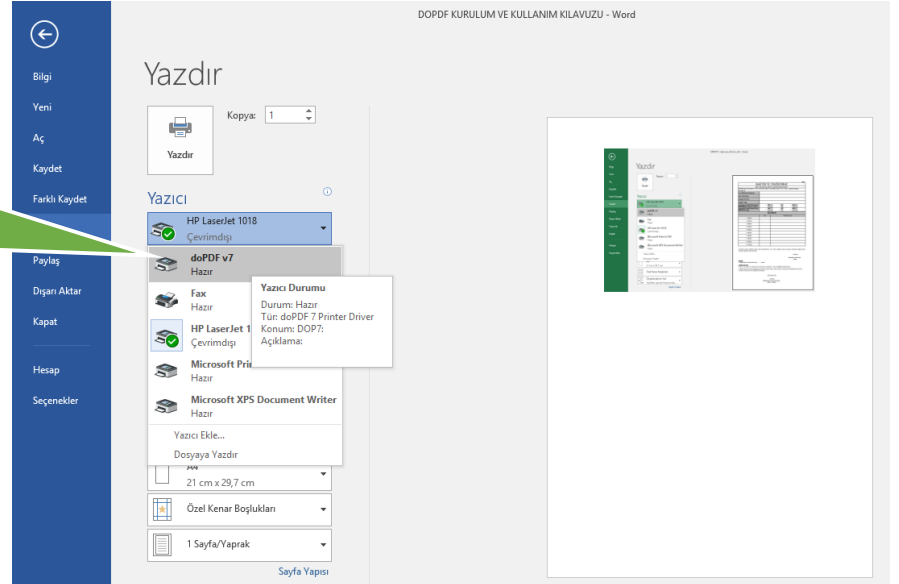 DOPDF KURULUM VE KULLANIM KILAVUZU - Word
Bilgi
Yeni
Aç
Kaydet
Farklı Kaydet
Paylaş
Dışarı Aktar
Kapat
Hesap
Seçenekler
Yazdır
Kopya: 1
Yazdır
Yazıcı
HP LaserJet 1018
Çevrimdışı
doPDF v7
Hazır
Fax
Hazır
HP LaserJet 1
Çevrimdışı
Microsoft Prin
Hazır
Microsoft XPS Document Writer
Hazır
Yazıcı Ekle...
Dosyaya Yazdır
Yazıcı Durumu
Durum: Hazır
Tür: doPDF 7 Printer Driver
Konum: DOP7:
Açıklama:
A4
21 cm x 29,7 cm
Özel Kenar Boşlukları
1 Sayfa/Yaprak
Sayfa Yapısı
Yazdır